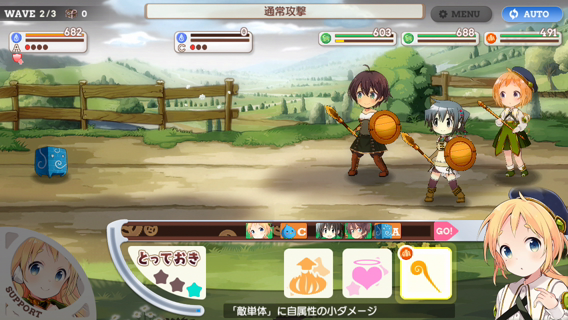 WAVE 2/3
0
通常攻撃
MENU
AUTO
682
A
0
C
603
688
491
C
A
GO!
とっておき
SUPPORT
「敵単体」に自属性の小ダメージ